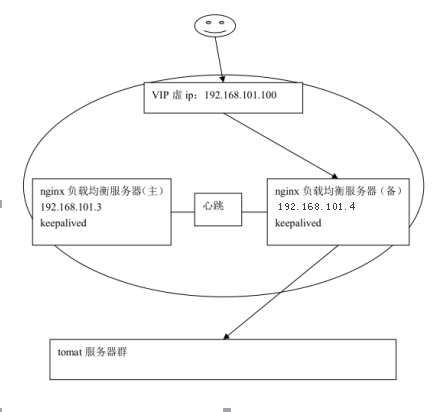 VIP 虚 ip：192.168.101.100
nginx 负载均衡服务器（主）
192.168.101.3
keepalived
心跳
nginx 负载均衡服务器（备）
192.168.101.4
keepalived
tomat 服务器群